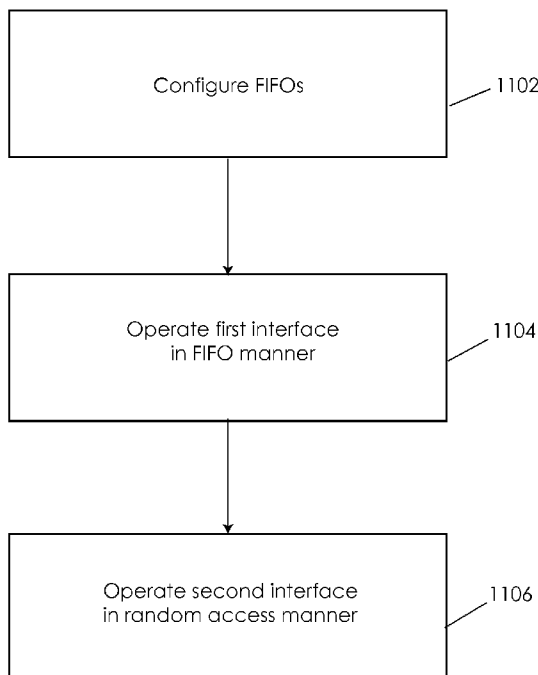 Configure FIFOs
1102
Operate first interface
in FIFO manner
1104
Operate second interface
in random access manner
1106